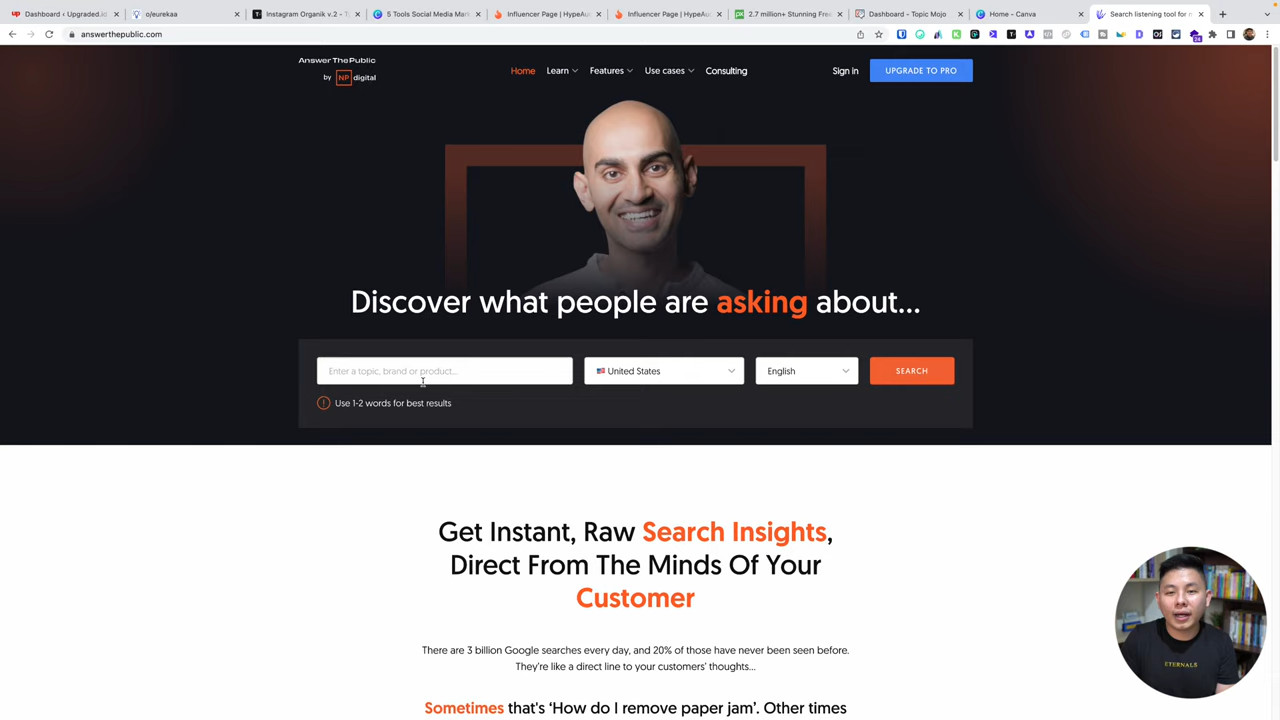 Dashboard ‹ Upgraded.id
o/eurekaa
Instagram Organik v.2 - T
5 Tools Social Media Mar
Influencer Page | HypeAu
Influencer Page | HypeAu
2.7 million+ Stunning Free
Dashboard - Topic Mojo
Home - Canva
Search listening tool for m
answerthepublic.com
AnswerThePublic
by NP digital
Home
Learn
Features
Use cases
Consulting
Sign in
UPGRADE TO PRO
Discover what people are asking about...
Enter a topic, brand or product...
United States
English
SEARCH
Use 1-2 words for best results
Get Instant, Raw Search Insights,
Direct From The Minds Of Your
Customer
There are 3 billion Google searches every day, and 20% of those have never been seen before.
They're like a direct line to your customers' thoughts...
Sometimes that's 'How do I remove paper jam'. Other times
ETERNALS